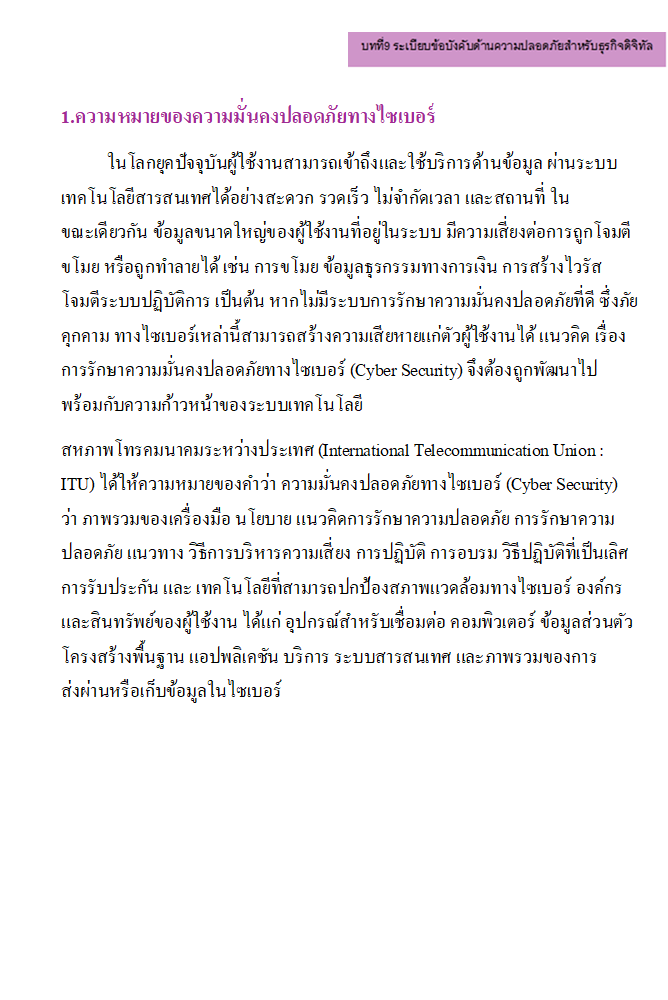 บทที่9 ระเบียบข้อบังคับด้านความปลอดภัยสำหรับธุรกิจดิจิทัล
1.ความหมายของความมั่นคงปลอดภัยทางไซเบอร์
ในโลกยุคปัจจุบันผู้ใช้งานสามารถเข้าถึงและใช้บริการด้านข้อมูล ผ่านระบบ
เทคโนโลยีสารสนเทศได้อย่างสะดวก รวดเร็ว ไม่จำกัดเวลา และสถานที่ ใน
ขณะเดียวกัน ข้อมูลขนาดใหญ่ของผู้ใช้งานที่อยู่ในระบบ มีความเสี่ยงต่อการถูกโจมตี
ขโมย หรือถูกทำลายได้ เช่น การขโมย ข้อมูลธุรกรรมทางการเงิน การสร้างไวรัส
โจมตีระบบปฏิบัติการ เป็นต้น หากไม่มีระบบการรักษาความมั่นคงปลอดภัยที่ดี ซึ่งภัย
คุกคาม ทางไซเบอร์เหล่านี้สามารถสร้างความเสียหายแก่ตัวผู้ใช้งานได้ แนวคิด เรื่อง
การรักษาความมั่นคงปลอดภัยทางไซเบอร์ (Cyber Security) จึงต้องถูกพัฒนาไป
พร้อมกับความก้าวหน้าของระบบเทคโนโลยี
สหภาพโทรคมนาคมระหว่างประเทศ (International Telecommunication Union :
ITU) ได้ให้ความหมายของคำว่า ความมั่นคงปลอดภัยทางไซเบอร์ (Cyber Security)
ว่า ภาพรวมของเครื่องมือ นโยบาย แนวคิดการรักษาความปลอดภัย การรักษาความ
ปลอดภัย แนวทาง วิธีการบริหารความเสี่ยง การปฏิบัติ การอบรม วิธีปฏิบัติที่เป็นเลิศ
การรับประกัน และ เทคโนโลยีที่สามารถปกป้องสภาพแวดล้อมทางไซเบอร์ องค์กร
และสินทรัพย์ของผู้ใช้งาน ได้แก่ อุปกรณ์สำหรับเชื่อมต่อ คอมพิวเตอร์ ข้อมูลส่วนตัว
โครงสร้างพื้นฐาน แอปพลิเคชัน บริการ ระบบสารสนเทศ และภาพรวมของการ
ส่งผ่านหรือเก็บข้อมูลในไซเบอร์